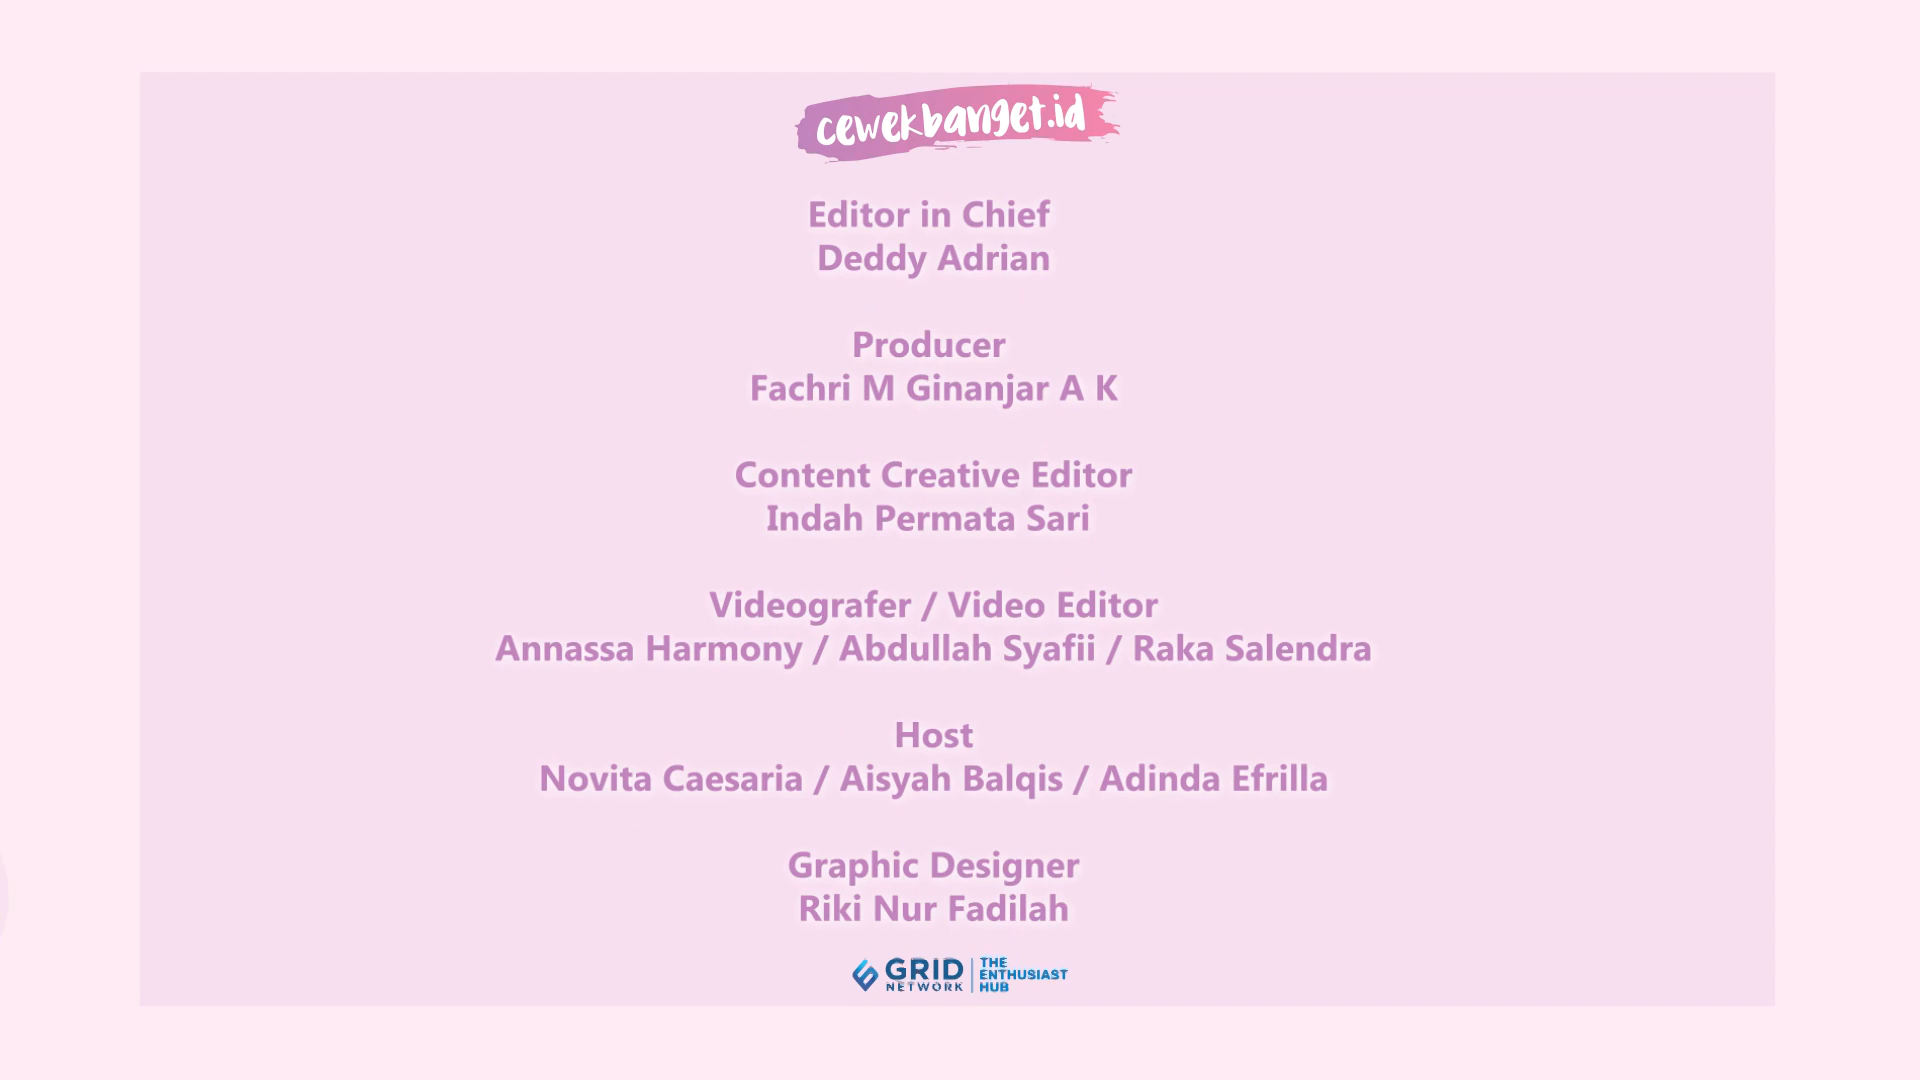 cewekbanget.id
Editor in Chief
Deddy Adrian
Producer
Fachri M Ginanjar A K
Content Creative Editor
Indah Permata Sari
Videografer / Video Editor
Annassa Harmony / Abdullah Syafii / Raka Salendra
Host
Novita Caesaria / Aisyah Balqis / Adinda Efrilla
Graphic Designer
Riki Nur Fadilah
GRID
NETWORK
THE
ENTHUSIAST
HUB